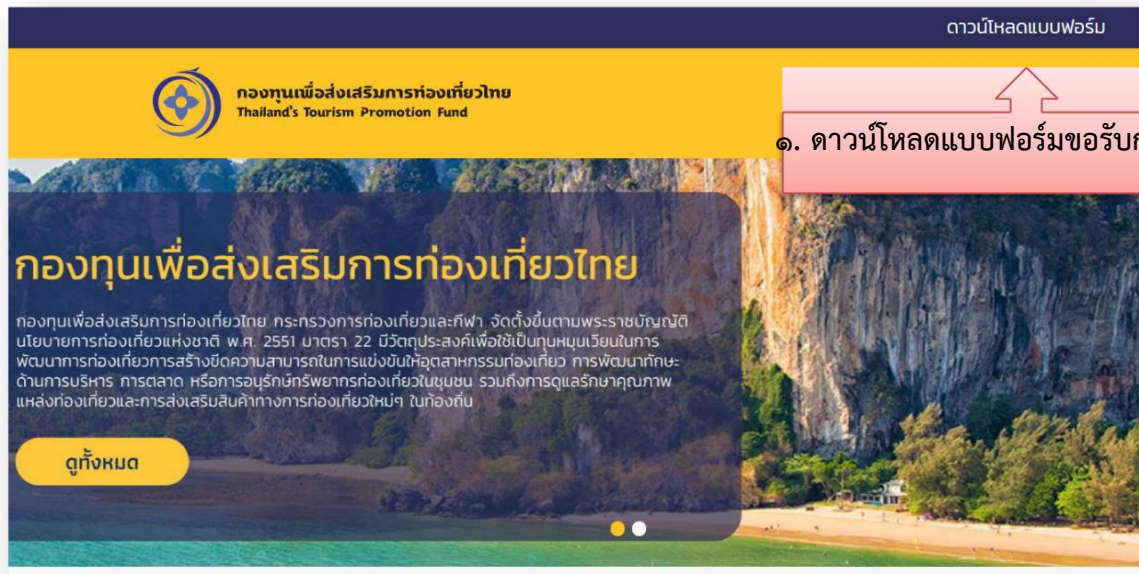 ดาวน์โหลดแบบฟอร์ม
กองทุนเพื่อส่งเสริมการท่องเที่ยวไทย
Thailand's Tourism Promotion Fund
๑. ดาวน์โหลดแบบฟอร์มขอรับก
กองทุนเพื่อส่งเสริมการท่องเที่ยวไทย
กองทุนเพื่อส่งเสริมการท่องเที่ยวไทย กระทรวงการท่องเที่ยวและกีฬา จัดตั้งขึ้นตามพระราชบัญญัติ
นโยบายการท่องเที่ยวแห่งชาติ พ.ศ. 2551 มาตรา 22 มีวัตถุประสงค์เพื่อใช้เป็นทุนหมุนเวียนในการ
พัฒนาการท่องเที่ยวการสร้างขีดความสามารถในการแข่งขันให้อุตสาหกรรมท่องเที่ยว การพัฒนาทักษะ
ด้านการบริหาร การตลาด หรือการอนุรักษ์ทรัพยากรท่องเที่ยวในชุมชน รวมถึงการดูแลรักษาคุณภาพ
แหล่งท่องเที่ยวและการส่งเสริมสินค้าทางการท่องเที่ยวใหม่ๆ ในท้องถิ่น
ดูทั้งหมด